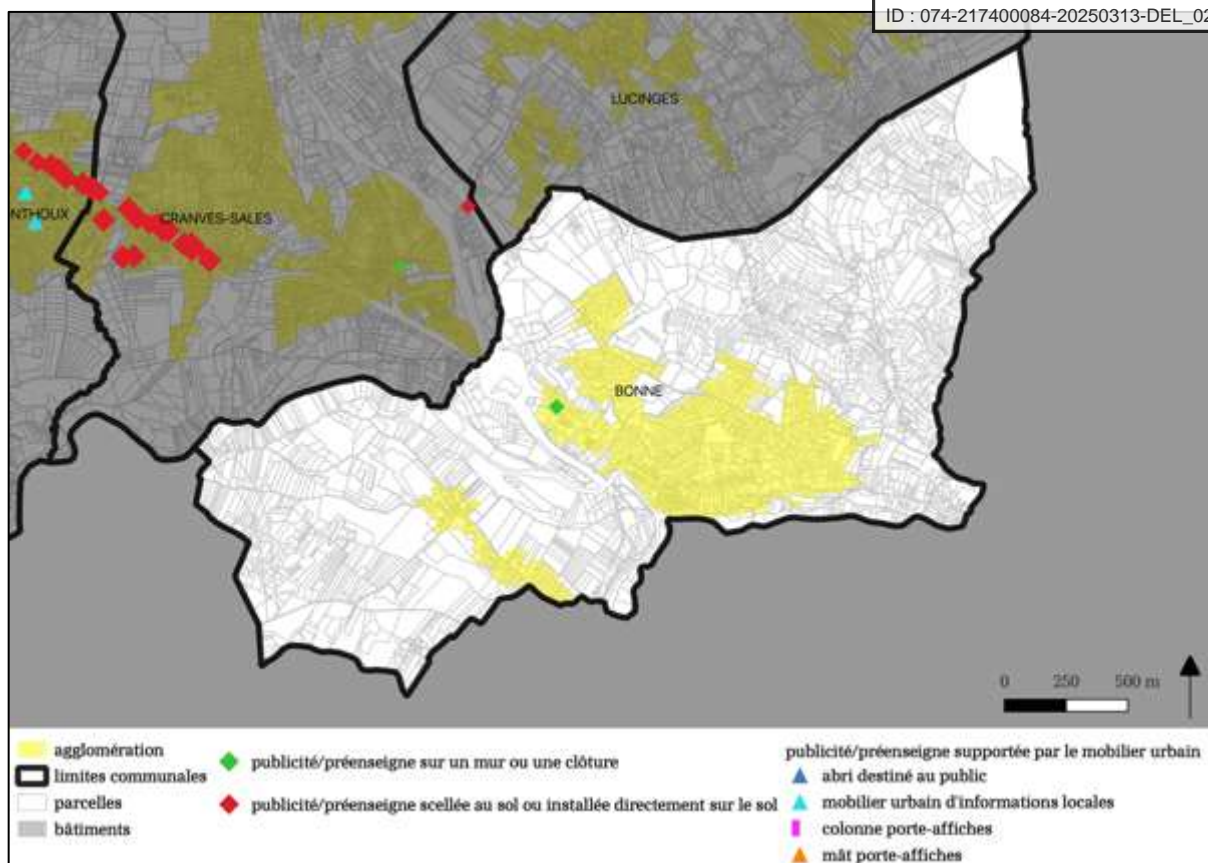 ID : 074-217400084-20250313-DEL_02
LUCINGES
NTHOUX
CRANVES-SALES
BONNE
0 250 500 m
agglomération
limites communales
parcelles
bâtiments
publicité/préenseigne sur un mur ou une clôture
publicité/préenseigne scellée au sol ou installée directement sur le sol
publicité/préenseigne supportée par le mobilier urbain
abri destiné au public
mobilier urbain d'informations locales
colonne porte-affiches
mât porte-affiches